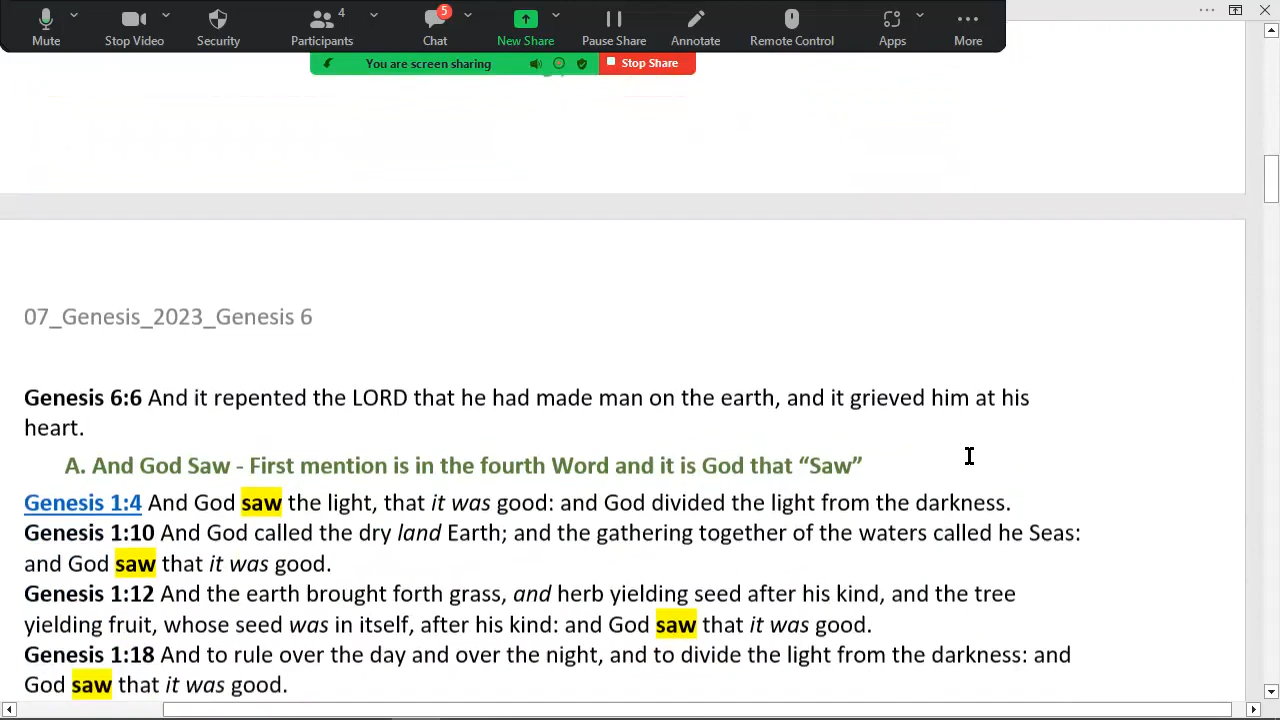 4 5
Mute Stop Video Security Participants Chat New Share Pause Share Annotate Remote Control Apps More
You are screen sharing Stop Share
07_Genesis_2023_Genesis 6
Genesis 6:6 And it repented the LORD that he had made man on the earth, and it grieved him at his
heart.
A. And God Saw - First mention is in the fourth Word and it is God that “Saw”
Genesis 1:4 And God saw the light, that it was good: and God divided the light from the darkness.
Genesis 1:10 And God called the dry land Earth; and the gathering together of the waters called he Seas:
and God saw that it was good.
Genesis 1:12 And the earth brought forth grass, and herb yielding seed after his kind, and the tree
yielding fruit, whose seed was in itself, after his kind: and God saw that it was good.
Genesis 1:18 And to rule over the day and over the night, and to divide the light from the darkness: and
God saw that it was good.